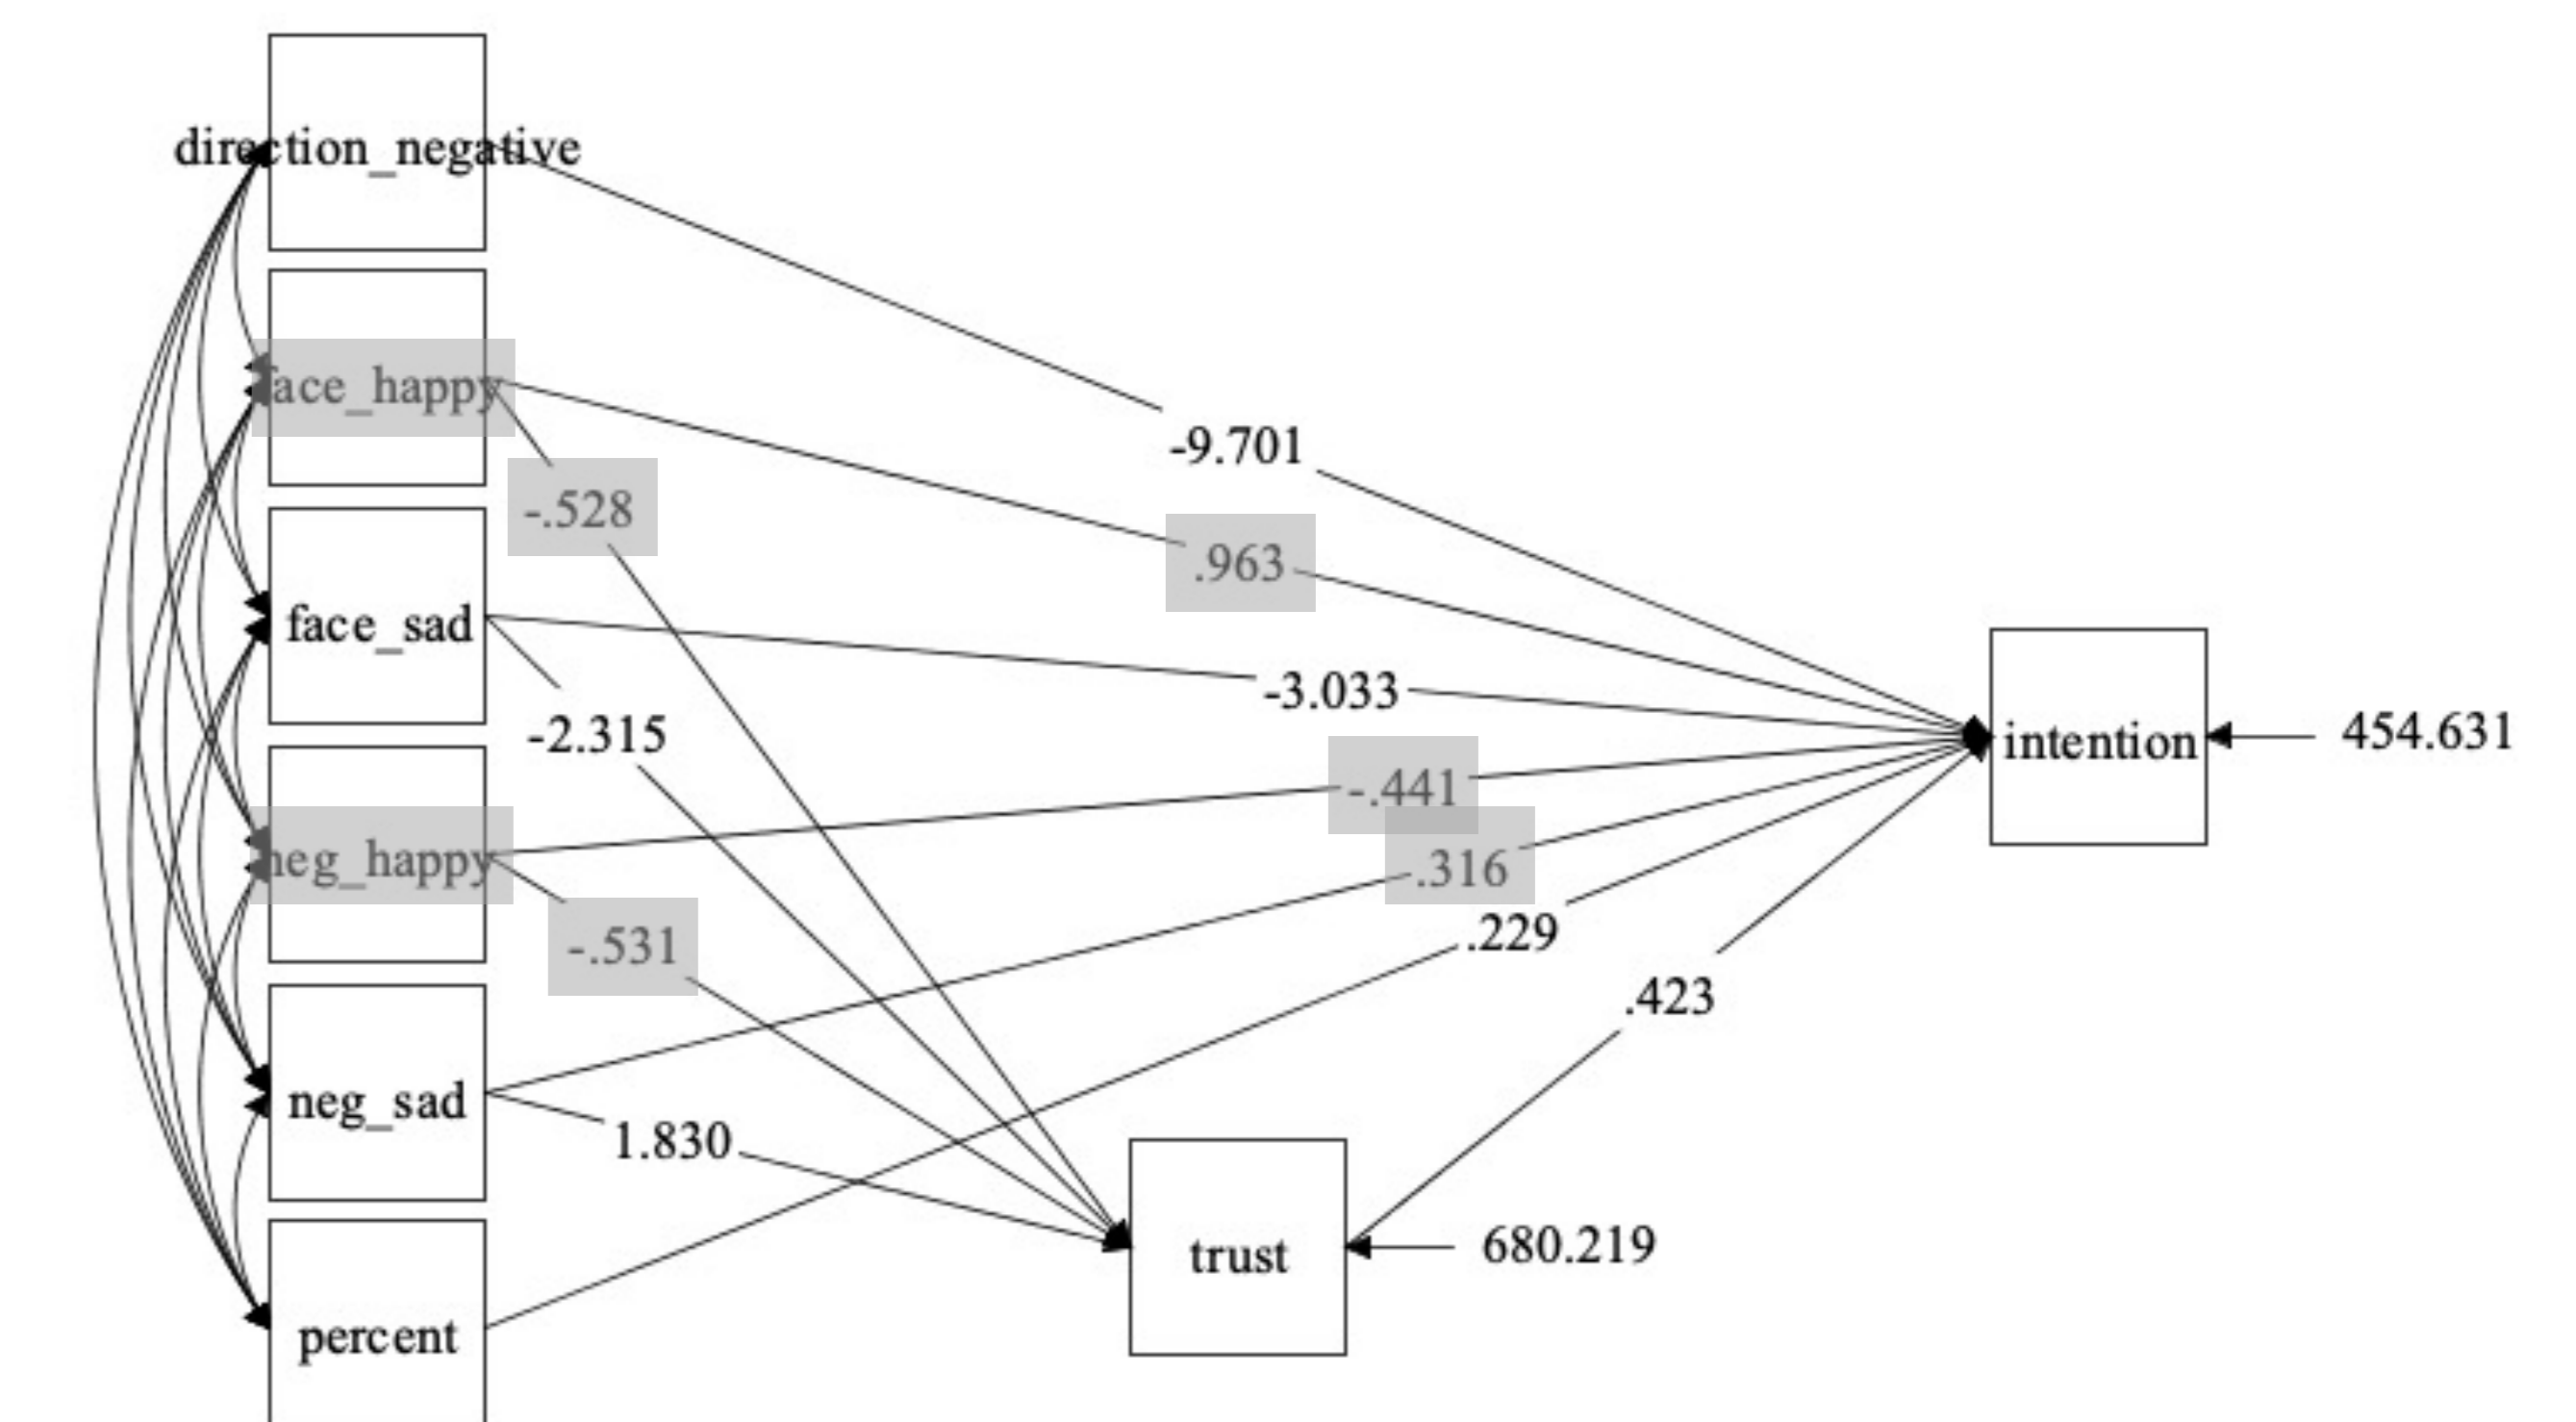 direction_negative
face_happy
-.528
-9.701
.963
face_sad
-3.033
-2.315
intention
454.631
-.441
neg_happy
.316
-.531
.229
.423
neg_sad
1.830
trust
680.219
percent